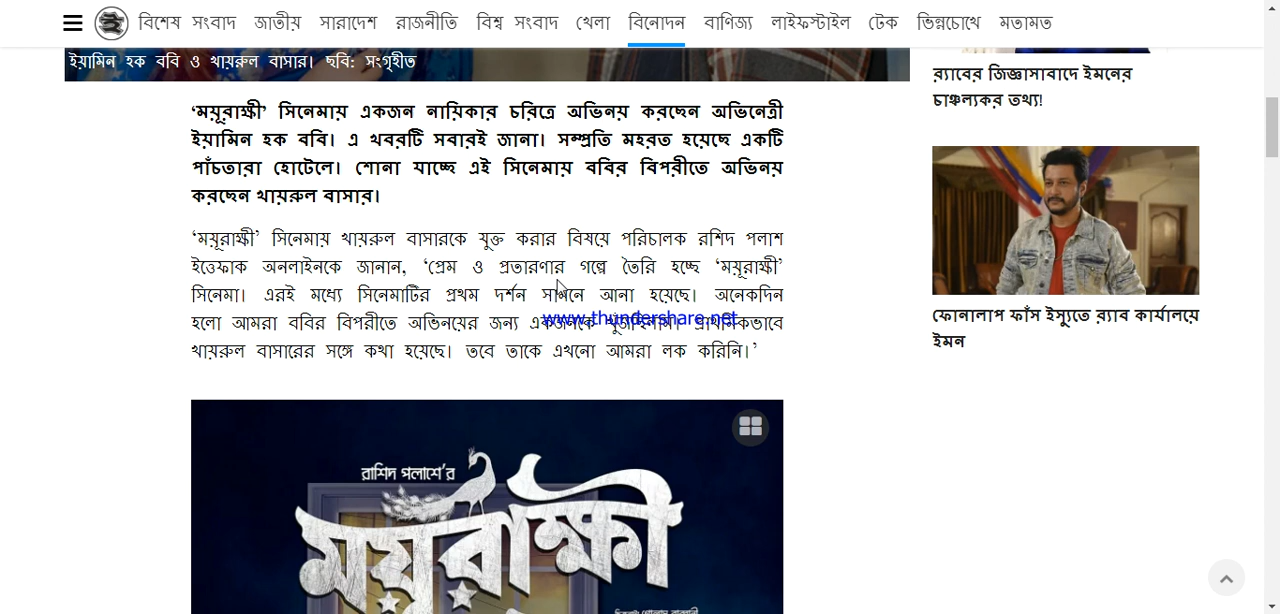 বিশেষ সংবাদ জাতীয় সারাদেশ রাজনীতি বিশ্ব সংবাদ খেলা বিনোদন বাণিজ্য লাইফস্টাইল টেক ভিন্নচোখে মতামত
ইয়ামিন হক ববি ও খায়রুল বাসার। ছবি: সংগৃহীত
‘ময়ূরাক্ষী’ সিনেমায় একজন নায়িকার চরিত্রে অভিনয় করছেন অভিনেত্রী
ইয়ামিন হক ববি। এ খবরটি সবারই জানা। সম্প্রতি মহরত হয়েছে একটি
পাঁচতারা হোটেলে। শোনা যাচ্ছে এই সিনেমায় ববির বিপরীতে অভিনয়
করছেন খায়রুল বাসার।
‘ময়ূরাক্ষী’ সিনেমায় খায়রুল বাসারকে যুক্ত করার বিষয়ে পরিচালক রশিদ পলাশ
ইত্তেফাক অনলাইনকে জানান, ‘প্রেম ও প্রতারণার গল্পে তৈরি হচ্ছে ‘ময়ূরাক্ষী’
সিনেমা। এরই মধ্যে সিনেমাটির প্রথম দর্শন সামনে আনা হয়েছে। অনেকদিন
হলো আমরা ববির বিপরীতে অভিনয়ের জন্য একজনকে খুঁজছিলাম। প্রাথমিকভাবে
খায়রুল বাসারের সঙ্গে কথা হয়েছে। তবে তাকে এখনো আমরা লক করিনি।’
www.thundershare.net
রাশিদ পলাশে'র
ময়ূরাক্ষী
র‍্যাবের জিজ্ঞাসাবাদে ইমনের
চাঞ্চল্যকর তথ্য!
ফোনালাপ ফাঁস ইস্যুতে র‍্যাব কার্যালয়ে
ইমন